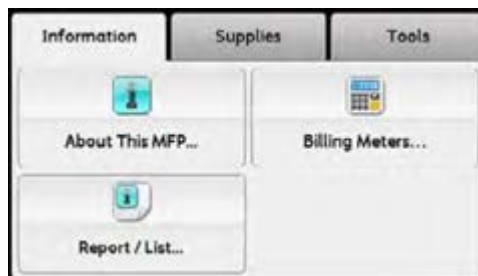 Information
Supplies
Tools
About This MFP...
Billing Meters...
Report / List...